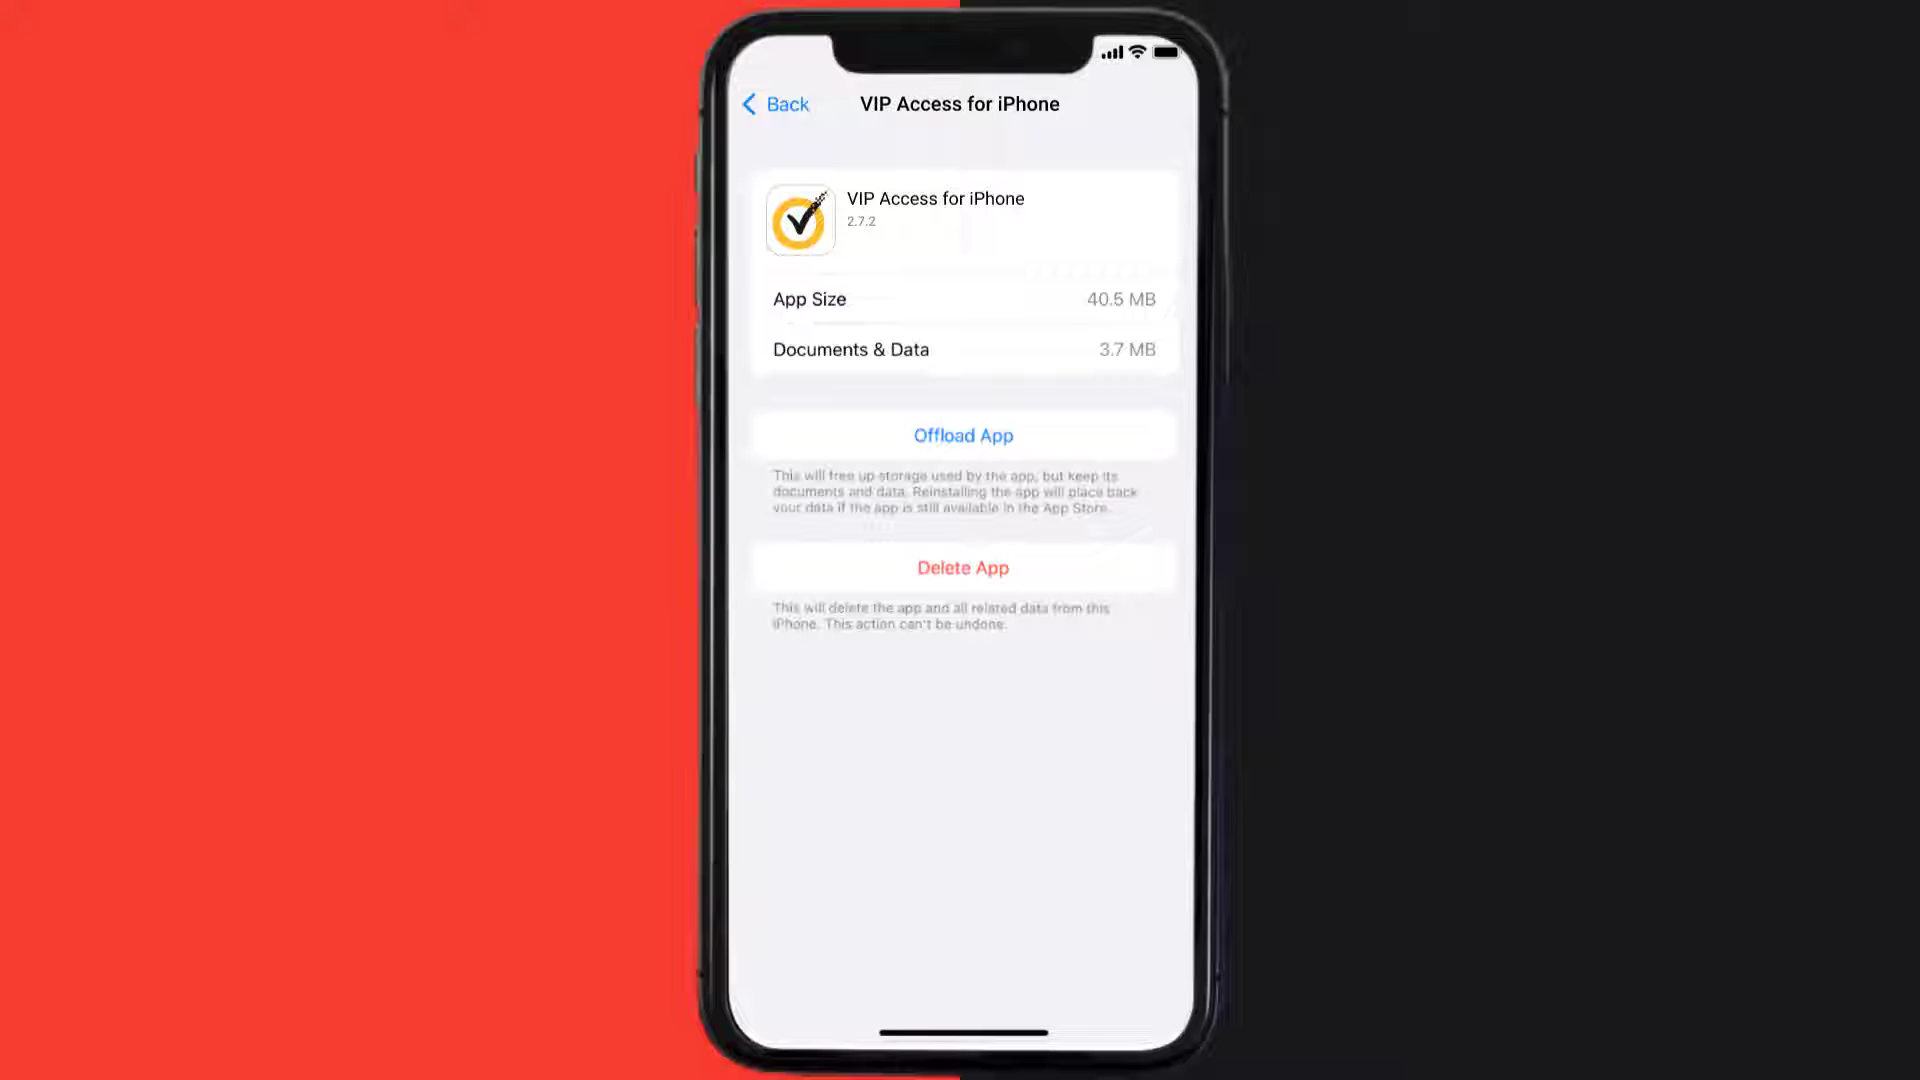 Back
VIP Access for iPhone
VIP Access for iPhone
2.7.2
App Size
40.5 MB
Documents & Data
3.7 MB
Offload App
This will free up storage used by the app, but keep its
documents and data. Reinstalling the app will place back
your data if the app is still available in the App Store.
Delete App
This will delete the app and all related data from this
iPhone. This action can't be undone.